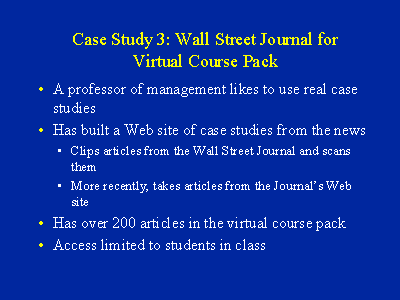 Case Study 3: Wall Street Journal for
Virtual Course Pack
• A professor of management likes to use real case
studies
• Has built a Web site of case studies from the news
• Clips articles from the Wall Street Journal and scans
them
• More recently, takes articles from the Journal's Web
site
• Has over 200 articles in the virtual course pack
• Access limited to students in class